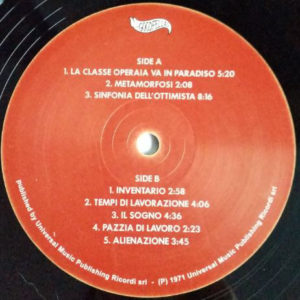 SIDE A
1. LA CLASSE OPERAIA VA IN PARADISO 5:20
2. METAMORFOSI 2:08
3. SINFONIA DELL'OTTIMISTA 8:16
SIDE B
1. INVENTARIO 2:58
2. TEMPI DI LAVORAZIONE 4:06
3. IL SOGNO 4:36
4. PAZZIA DI LAVORO 2:23
5. ALIENAZIONE 3:45
published by Universal Music Publishing Ricordi srl - (P) 1971 Universal Music Publishing Ricordi srl